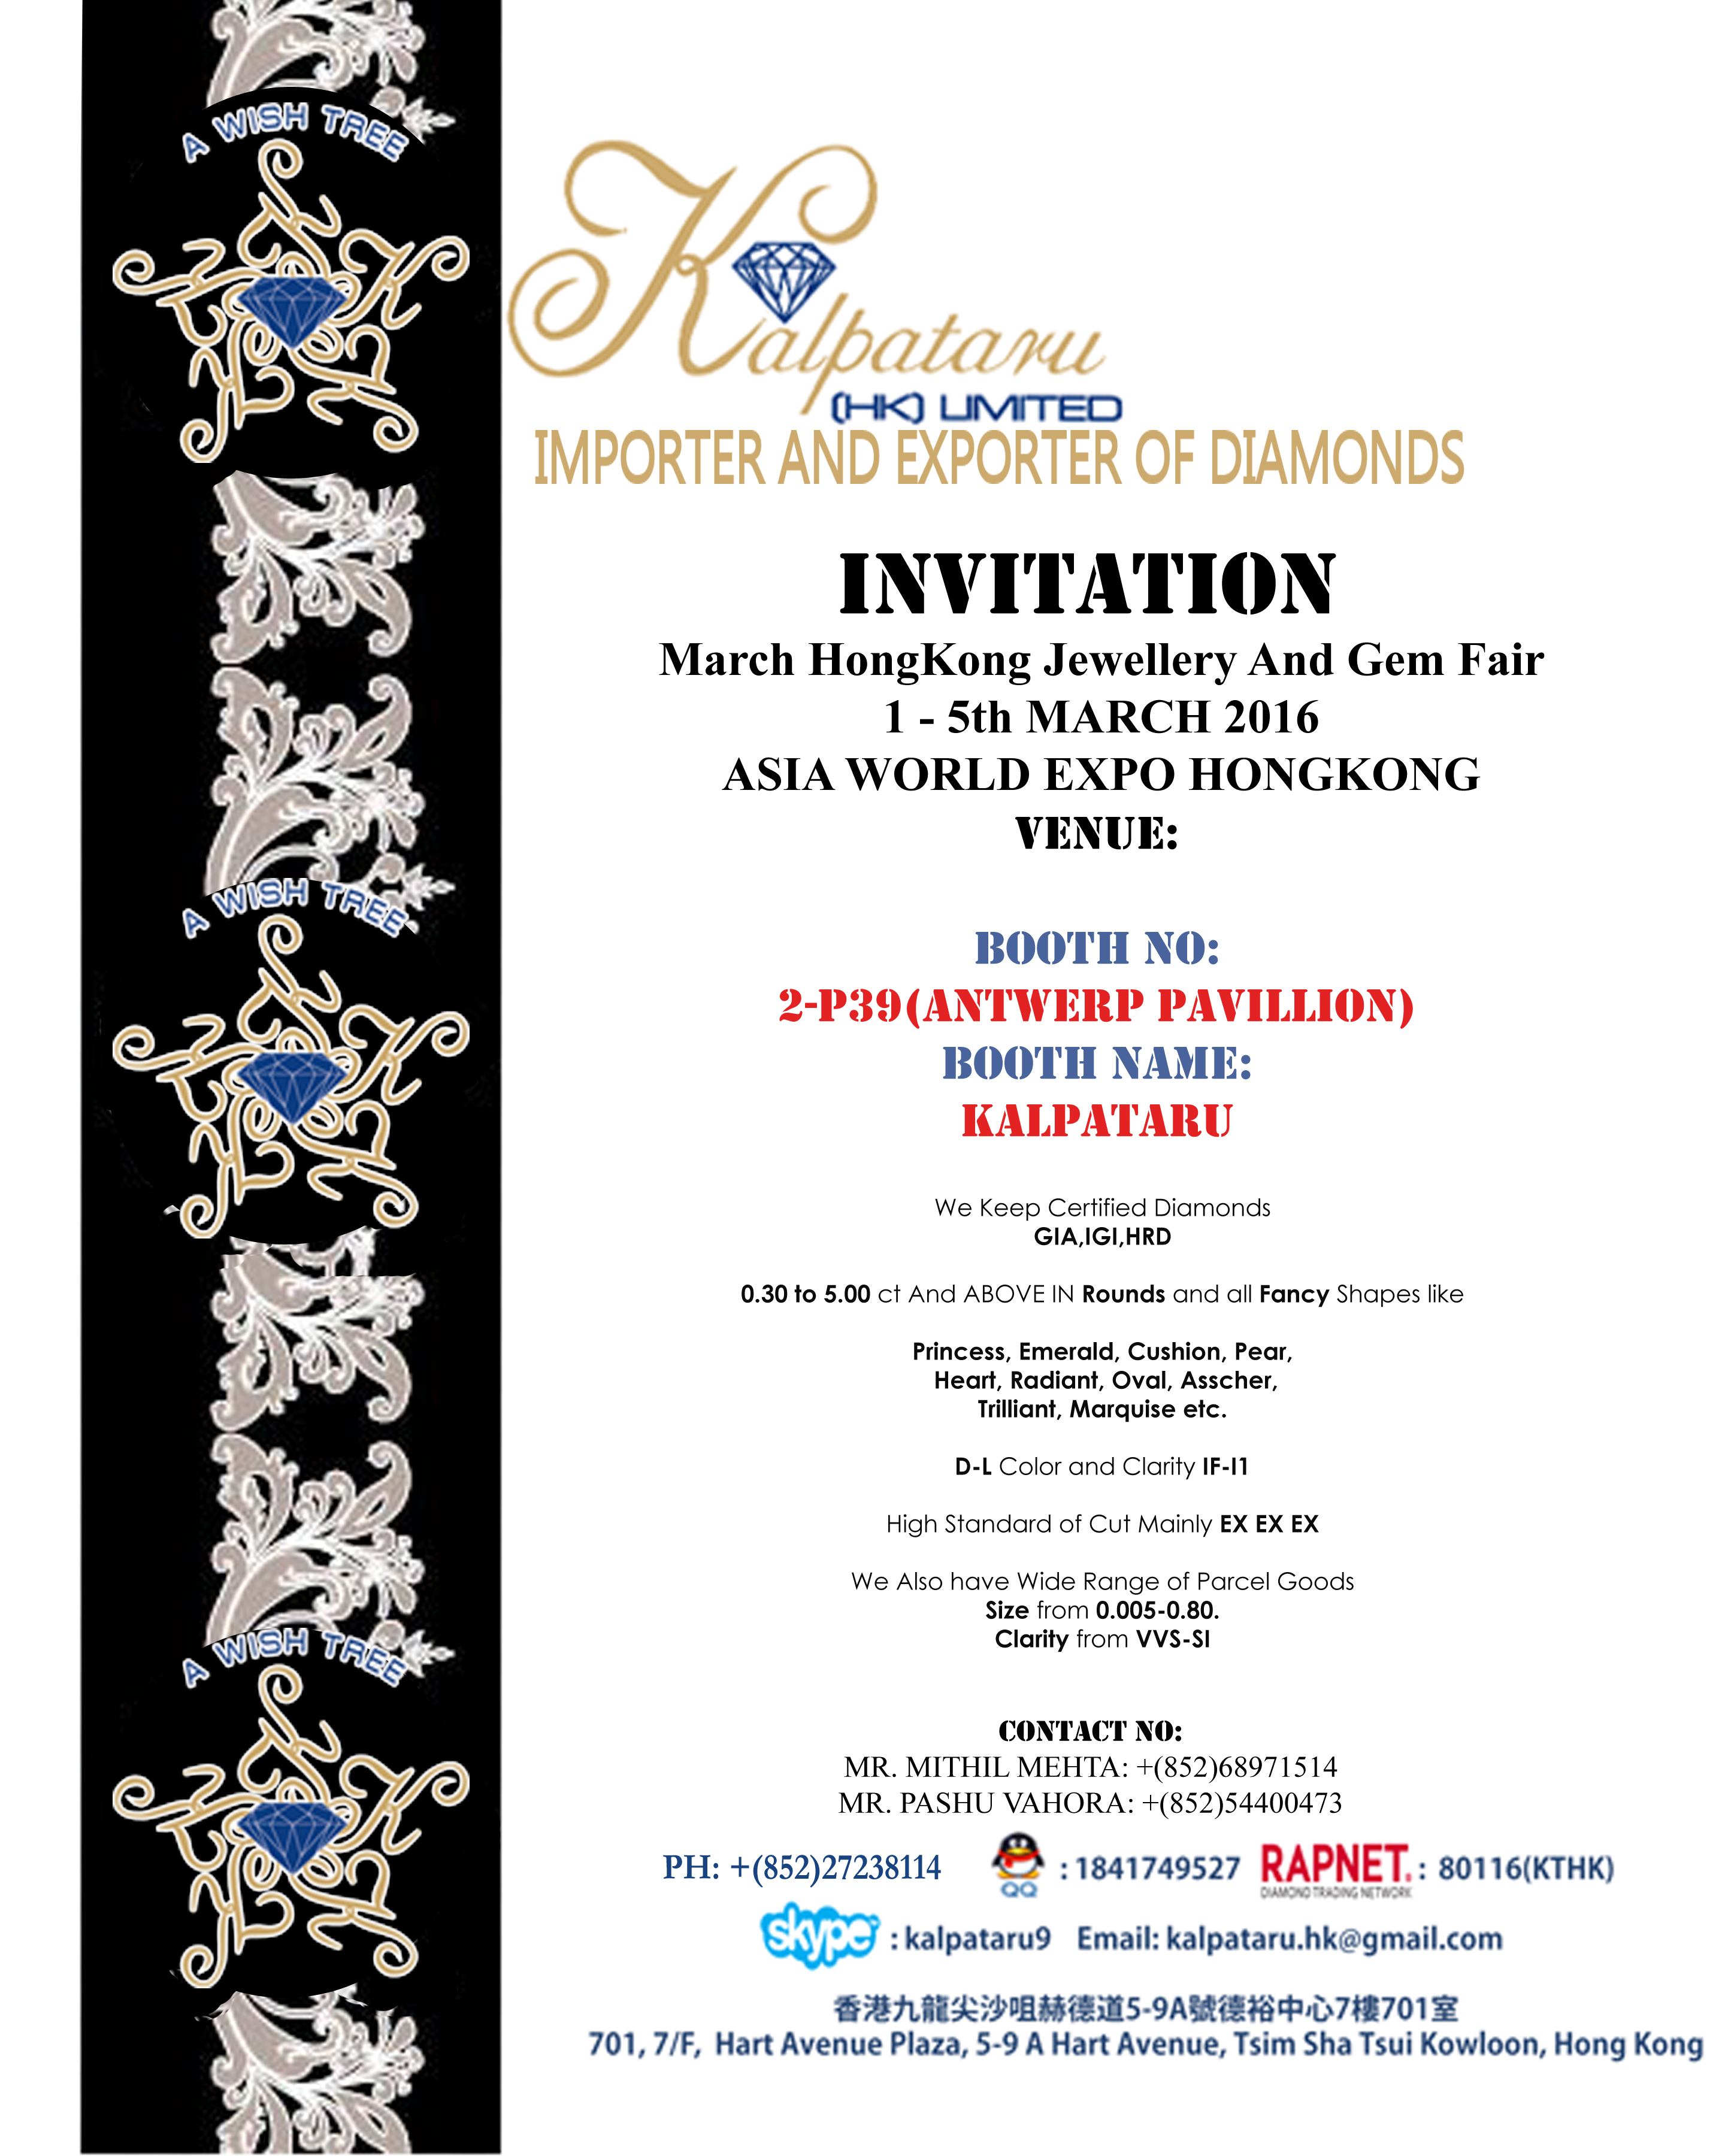 A WISH TREE
Kalpataru
(HK) LIMITED
IMPORTER AND EXPORTER OF DIAMONDS
INVITATION
March HongKong Jewellery And Gem Fair
1 - 5th MARCH 2016
ASIA WORLD EXPO HONGKONG
VENUE:
BOOTH NO:
2-P39(ANTWERP PAVILLION)
BOOTH NAME:
KALPATARU
We Keep Certified Diamonds
GIA,IGI,HRD
0.30 to 5.00 ct And ABOVE IN Rounds and all Fancy Shapes like
Princess, Emerald, Cushion, Pear,
Heart, Radiant, Oval, Asscher,
Trilliant, Marquise etc.
D-L Color and Clarity IF-I1
High Standard of Cut Mainly EX EX EX
We Also have Wide Range of Parcel Goods
Size from 0.005-0.80.
Clarity from VVS-SI
CONTACT NO:
MR. MITHIL MEHTA: +(852)68971514
MR. PASHU VAHORA: +(852)54400473
PH: +(852)27238114 QQ : 1841749527 RAPNET® : 80116(KTHK)
DIAMOND TRADING NETWORK
skype : kalpataru9 Email: kalpataru.hk@gmail.com
香港九龍尖沙咀赫德道5-9A號德裕中心7樓701室
701, 7/F, Hart Avenue Plaza, 5-9 A Hart Avenue, Tsim Sha Tsui Kowloon, Hong Kong
A WISH TREE
A WISH TREE